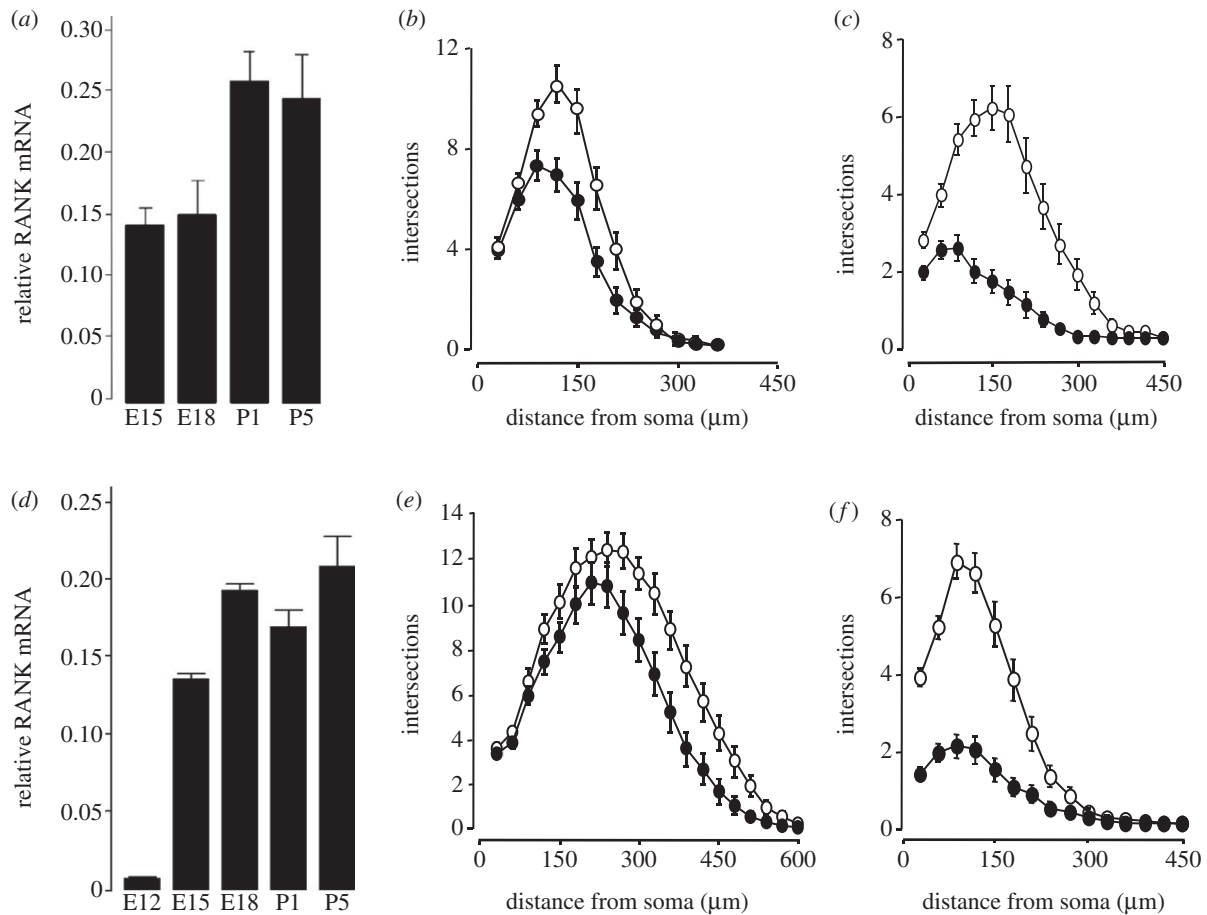 (a)
0.30
0.25
0.20
0.15
0.10
0.05
0
relative RANK mRNA
E15 E18 P1 P5
(b)
12
8
4
0
intersections
0 150 300 450
distance from soma (μm)
(c)
8
6
4
2
0
intersections
0 150 300 450
distance from soma (μm)
(d)
0.25
0.20
0.15
0.10
0.05
0
relative RANK mRNA
E12 E15 E18 P1 P5
(e)
14
12
10
8
6
4
2
0
intersections
0 150 300 450 600
distance from soma (μm)
(f)
8
6
4
2
0
intersections
0 150 300 450
distance from soma (μm)